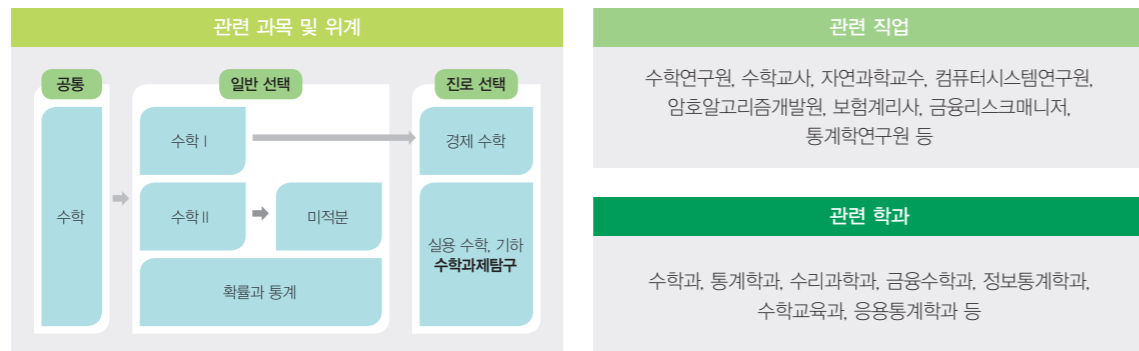 관련 과목 및 위계
공통
일반 선택
진로 선택
수학
수학 Ⅰ
경제 수학
수학 Ⅱ
미적분
확률과 통계
실용 수학, 기하
수학과제탐구
관련 직업
수학연구원, 수학교사, 자연과학교수, 컴퓨터시스템연구원,
암호알고리즘개발원, 보험계리사, 금융리스크매니저,
통계학연구원 등
관련 학과
수학과, 통계학과, 수리과학과, 금융수학과, 정보통계학과,
수학교육과, 응용통계학과 등